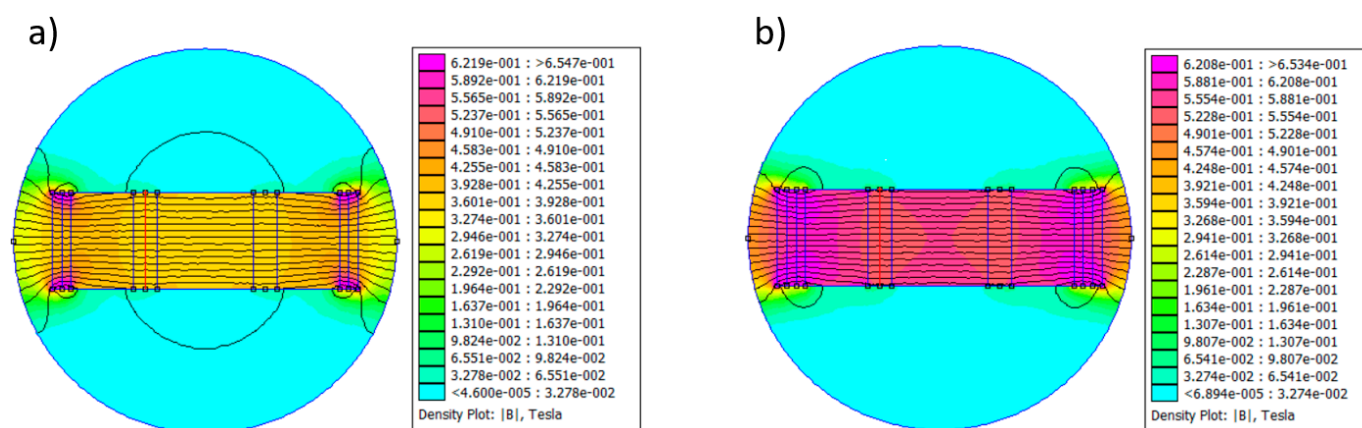 a)
6.219e-001 : >6.547e-001
5.892e-001 : 6.219e-001
5.565e-001 : 5.892e-001
5.237e-001 : 5.565e-001
4.910e-001 : 5.237e-001
4.583e-001 : 4.910e-001
4.255e-001 : 4.583e-001
3.928e-001 : 4.255e-001
3.601e-001 : 3.928e-001
3.274e-001 : 3.601e-001
2.946e-001 : 3.274e-001
2.619e-001 : 2.946e-001
2.292e-001 : 2.619e-001
1.964e-001 : 2.292e-001
1.637e-001 : 1.964e-001
1.310e-001 : 1.637e-001
9.824e-002 : 1.310e-001
6.551e-002 : 9.824e-002
3.278e-002 : 6.551e-002
<4.600e-005 : 3.278e-002
Density Plot: |B|, Tesla
b)
6.208e-001 : >6.534e-001
5.881e-001 : 6.208e-001
5.554e-001 : 5.881e-001
5.228e-001 : 5.554e-001
4.901e-001 : 5.228e-001
4.574e-001 : 4.901e-001
4.248e-001 : 4.574e-001
3.921e-001 : 4.248e-001
3.594e-001 : 3.921e-001
3.268e-001 : 3.594e-001
2.941e-001 : 3.268e-001
2.614e-001 : 2.941e-001
2.287e-001 : 2.614e-001
1.961e-001 : 2.287e-001
1.634e-001 : 1.961e-001
1.307e-001 : 1.634e-001
9.807e-002 : 1.307e-001
6.541e-002 : 9.807e-002
3.274e-002 : 6.541e-002
<6.894e-005 : 3.274e-002
Density Plot: |B|, Tesla